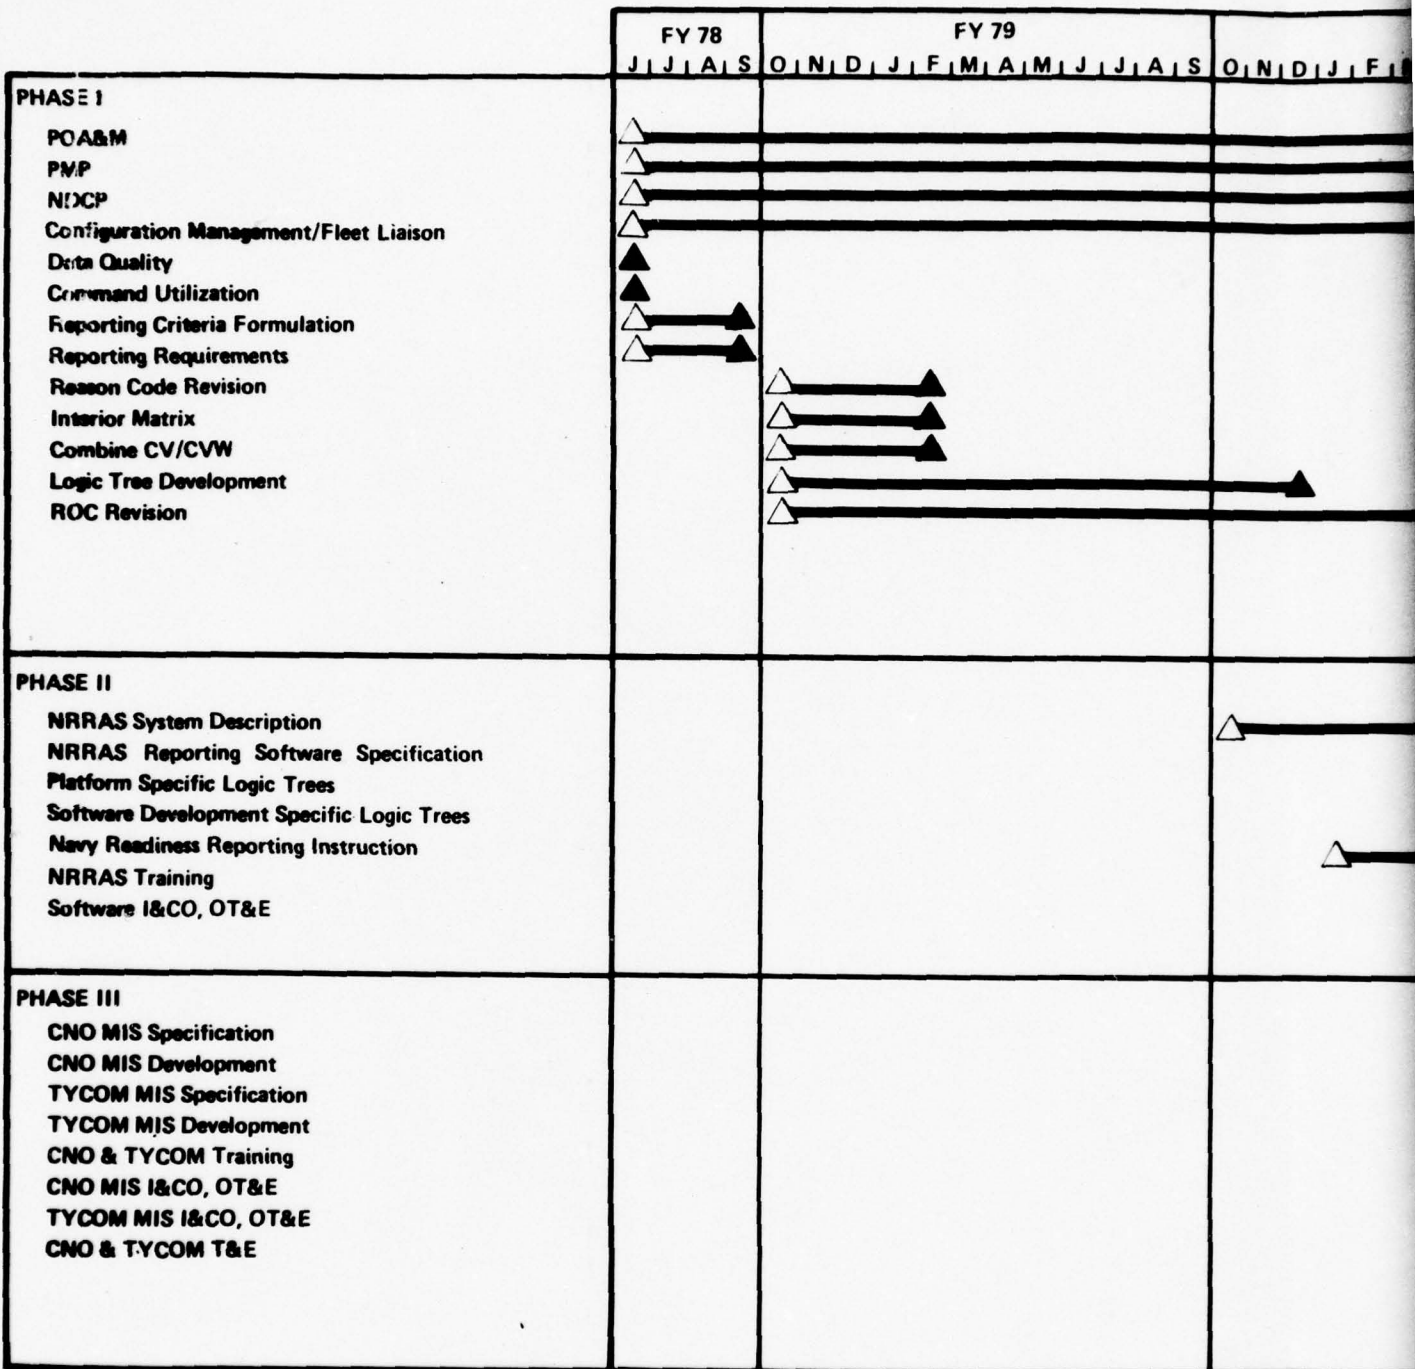 FY 78
FY 79
J J A S O N D J F M A M J J A S O N D J F
PHASE I
POA&M
PMP
NDCP
Configuration Management/Fleet Liaison
Data Quality
Command Utilization
Reporting Criteria Formulation
Reporting Requirements
Reason Code Revision
Interior Matrix
Combine CV/CVW
Logic Tree Development
ROC Revision
PHASE II
NRRAS System Description
NRRAS Reporting Software Specification
Platform Specific Logic Trees
Software Development Specific Logic Trees
Navy Readiness Reporting Instruction
NRRAS Training
Software I&CO, OT&E
PHASE III
CNO MIS Specification
CNO MIS Development
TYCOM MIS Specification
TYCOM MIS Development
CNO & TYCOM Training
CNO MIS I&CO, OT&E
TYCOM MIS I&CO, OT&E
CNO & TYCOM T&E